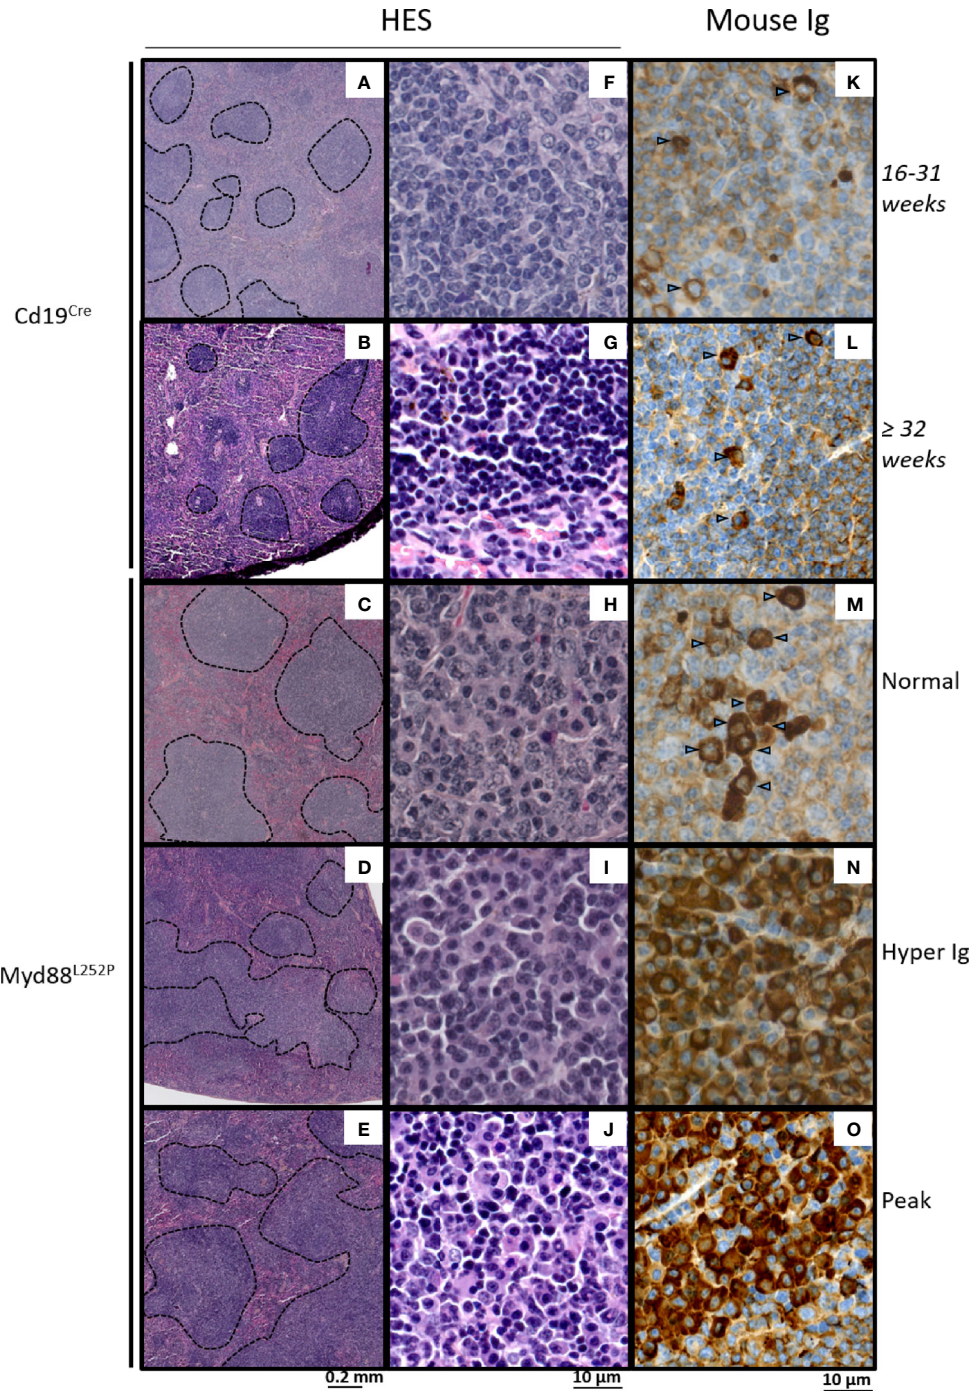 HES
Mouse Ig
A
F
K
16-31
weeks
Cd19Cre
B
G
L
≥ 32
weeks
C
H
M
Normal
D
I
N
Hyper Ig
Myd88L252P
E
J
O
Peak
0.2 mm
10 µm
10 µm